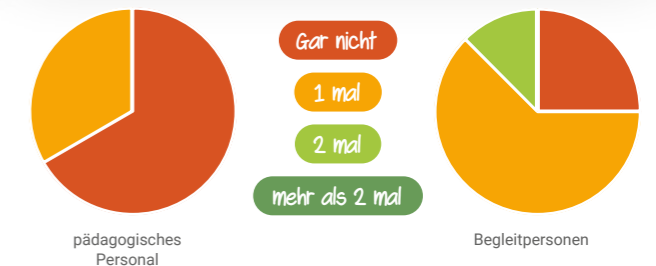 Gar nicht
1 mal
2 mal
mehr als 2 mal
pädagogisches
Personal
Begleitpersonen